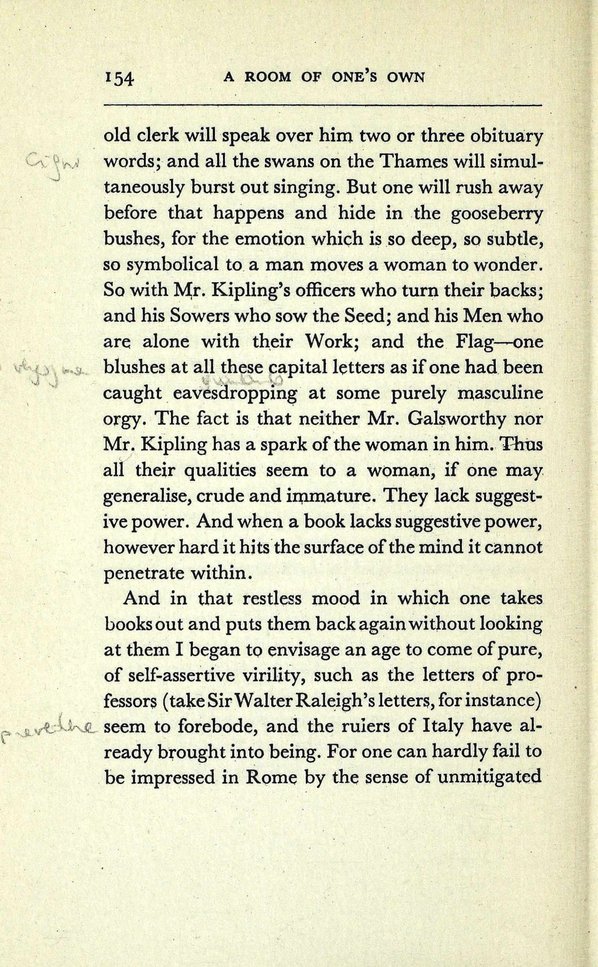 154 A ROOM OF ONE'S OWN
old clerk will speak over him two or three obituary
words; and all the swans on the Thames will simul-
taneously burst out singing. But one will rush away
before that happens and hide in the gooseberry
bushes, for the emotion which is so deep, so subtle,
so symbolical to a man moves a woman to wonder.
So with Mr. Kipling's officers who turn their backs;
and his Sowers who sow the Seed; and his Men who
are alone with their Work; and the Flag—one
blushes at all these capital letters as if one had been
caught eavesdropping at some purely masculine
orgy. The fact is that neither Mr. Galsworthy nor
Mr. Kipling has a spark of the woman in him. Thus
all their qualities seem to a woman, if one may
generalise, crude and immature. They lack suggest-
ive power. And when a book lacks suggestive power,
however hard it hits the surface of the mind it cannot
penetrate within.
And in that restless mood in which one takes
books out and puts them back again without looking
at them I began to envisage an age to come of pure,
of self-assertive virility, such as the letters of pro-
fessors (take Sir Walter Raleigh's letters, for instance)
seem to forebode, and the rulers of Italy have al-
ready brought into being. For one can hardly fail to
be impressed in Rome by the sense of unmitigated